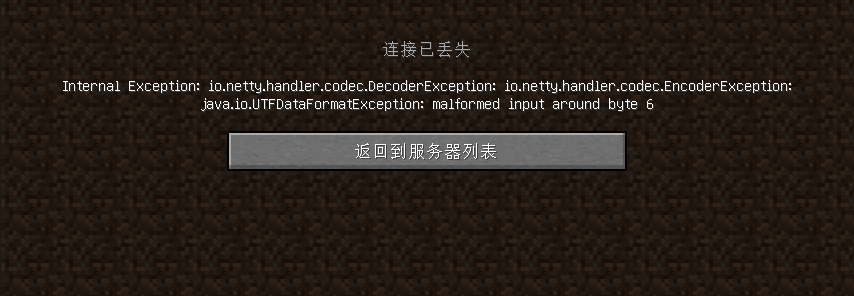 连接已丢失
Internal Exception: io.netty.handler.codec.DecoderException: io.netty.handler.codec.EncoderException:
java.io.UTFDataFormatException: malformed input around byte 6
返回到服务器列表